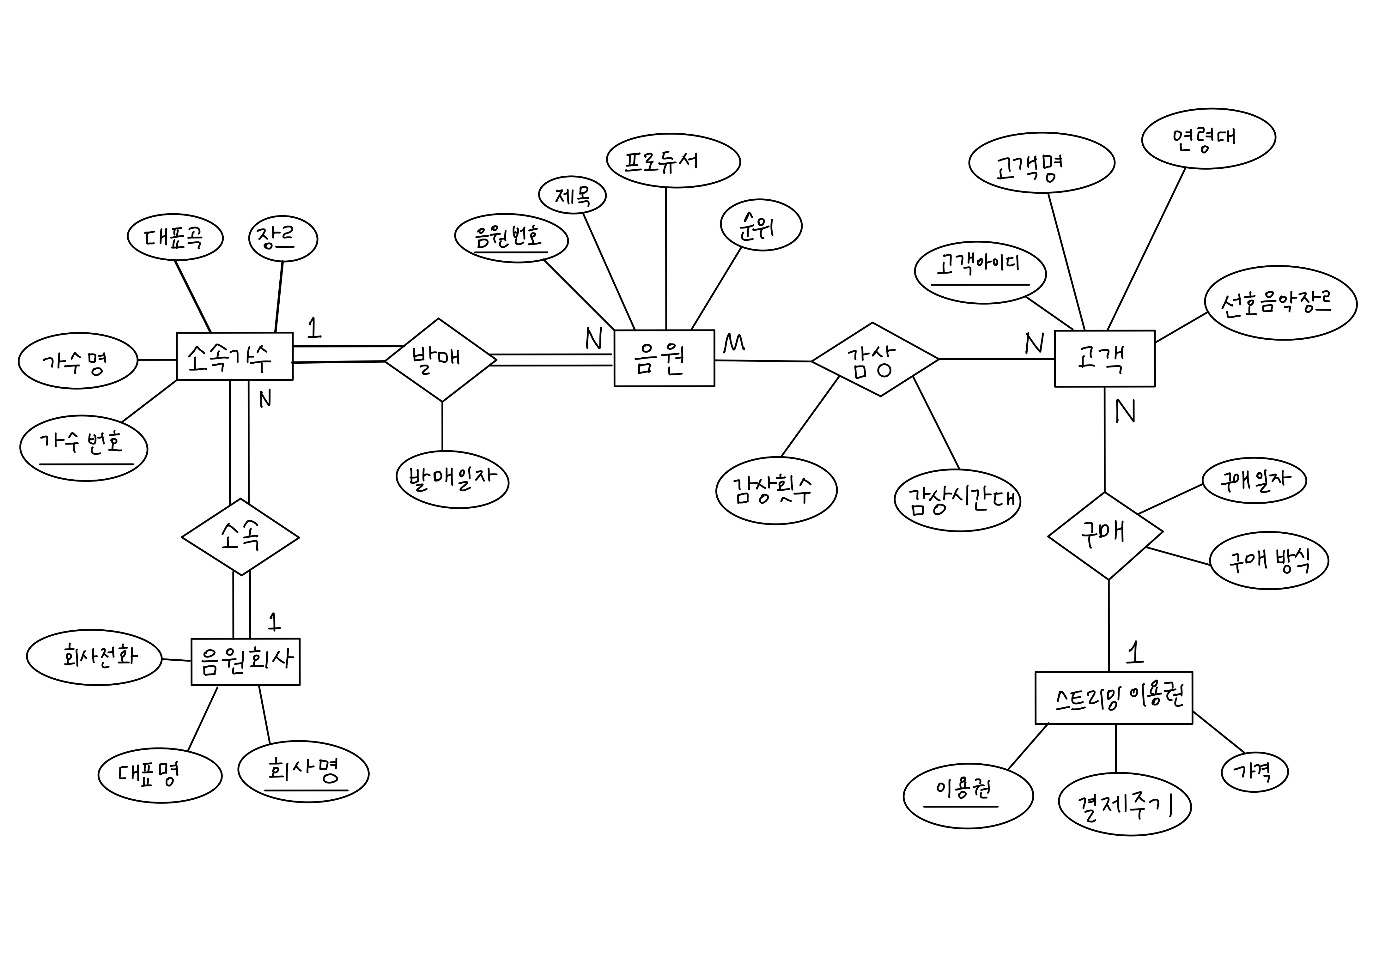 연령대
프로듀서
고객명
제목
음원번호
순위
대표곡
장르
고객아이디
선호음악장르
1
N
M
N
가수명
소속가수
발매
음원
감상
고객
N
N
가수 번호
발매일자
감상횟수
감상시간대
구매일자
소속
구매
구매 방식
1
1
회사전화
음원회사
스트리밍 이용권
대표명
회사명
이용권
결제주기
가격